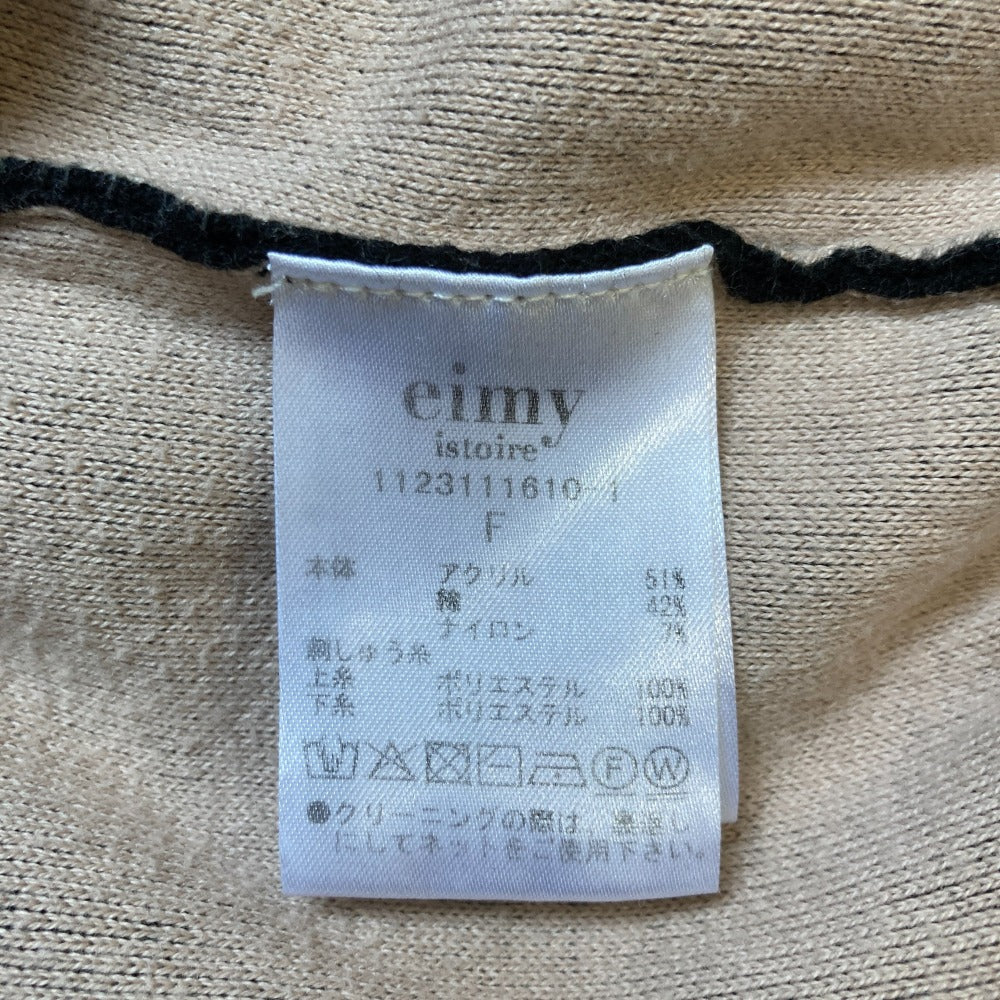 eimy
istoire
1123111610-1
F
本体 アクリル 51%
綿 42%
ナイロン 7%
刺しゅう糸
上糸 ポリエステル 100%
下糸 ポリエステル 100%
F W
●クリーニングの際は、裏返し
にしてネットをご使用下さい。